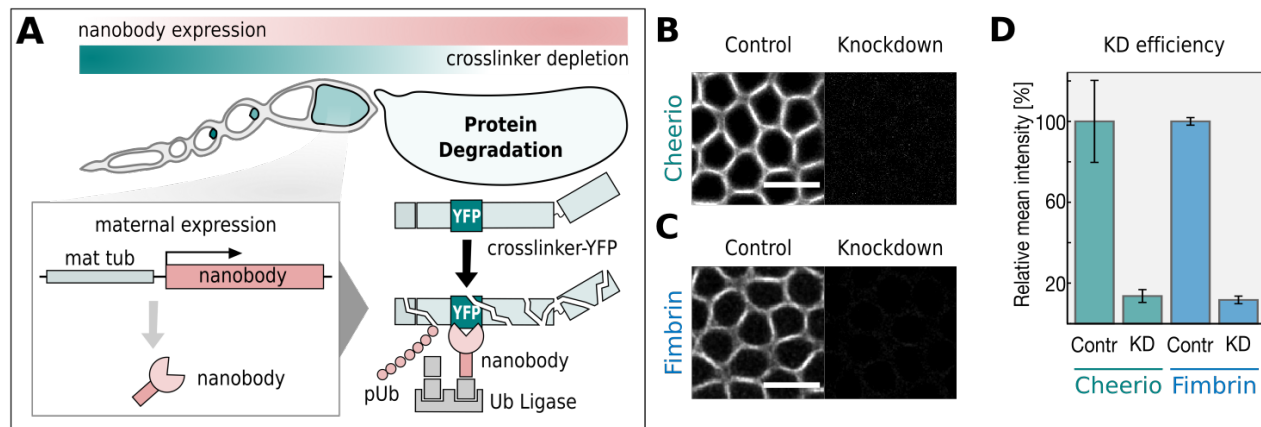 A
nanobody expression
crosslinker depletion
Protein
Degradation
maternal expression
mat tub
nanobody
nanobody
YFP
crosslinker-YFP
YFP
nanobody
pUb
Ub Ligase
B
Control Knockdown
Cheerio
C
Control Knockdown
Fimbrin
D
KD efficiency
Relative mean intensity [%]
100
60
20
Contr KD Contr KD
Cheerio Fimbrin